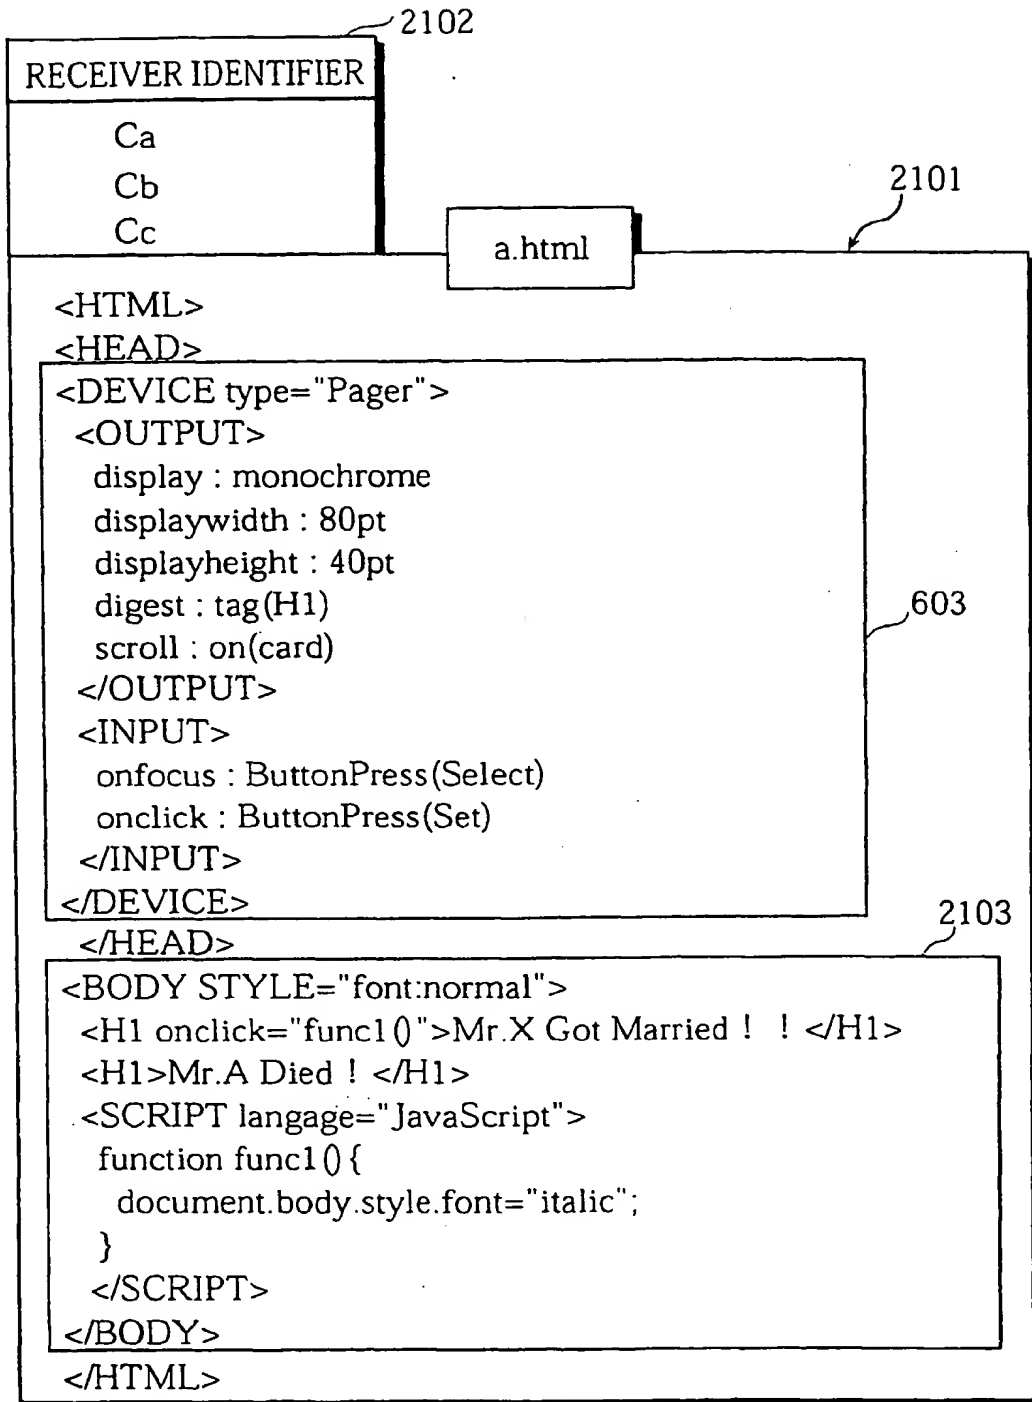 2102
RECEIVER IDENTIFIER
Ca
Cb
Cc
2101
a.html
<HTML>
<HEAD>
<DEVICE type="Pager">
<OUTPUT>
display : monochrome
displaywidth : 80pt
displayheight : 40pt
digest : tag(H1)
scroll : on(card)
</OUTPUT>
<INPUT>
onfocus : ButtonPress(Select)
onclick : ButtonPress(Set)
</INPUT>
</DEVICE>
603
</HEAD>
2103
<BODY STYLE="font:normal">
<H1 onclick="func1()">Mr.X Got Married ! ! </H1>
<H1>Mr.A Died ! </H1>
<SCRIPT langage="JavaScript">
function func1() {
document.body.style.font="italic";
}
</SCRIPT>
</BODY>
</HTML>